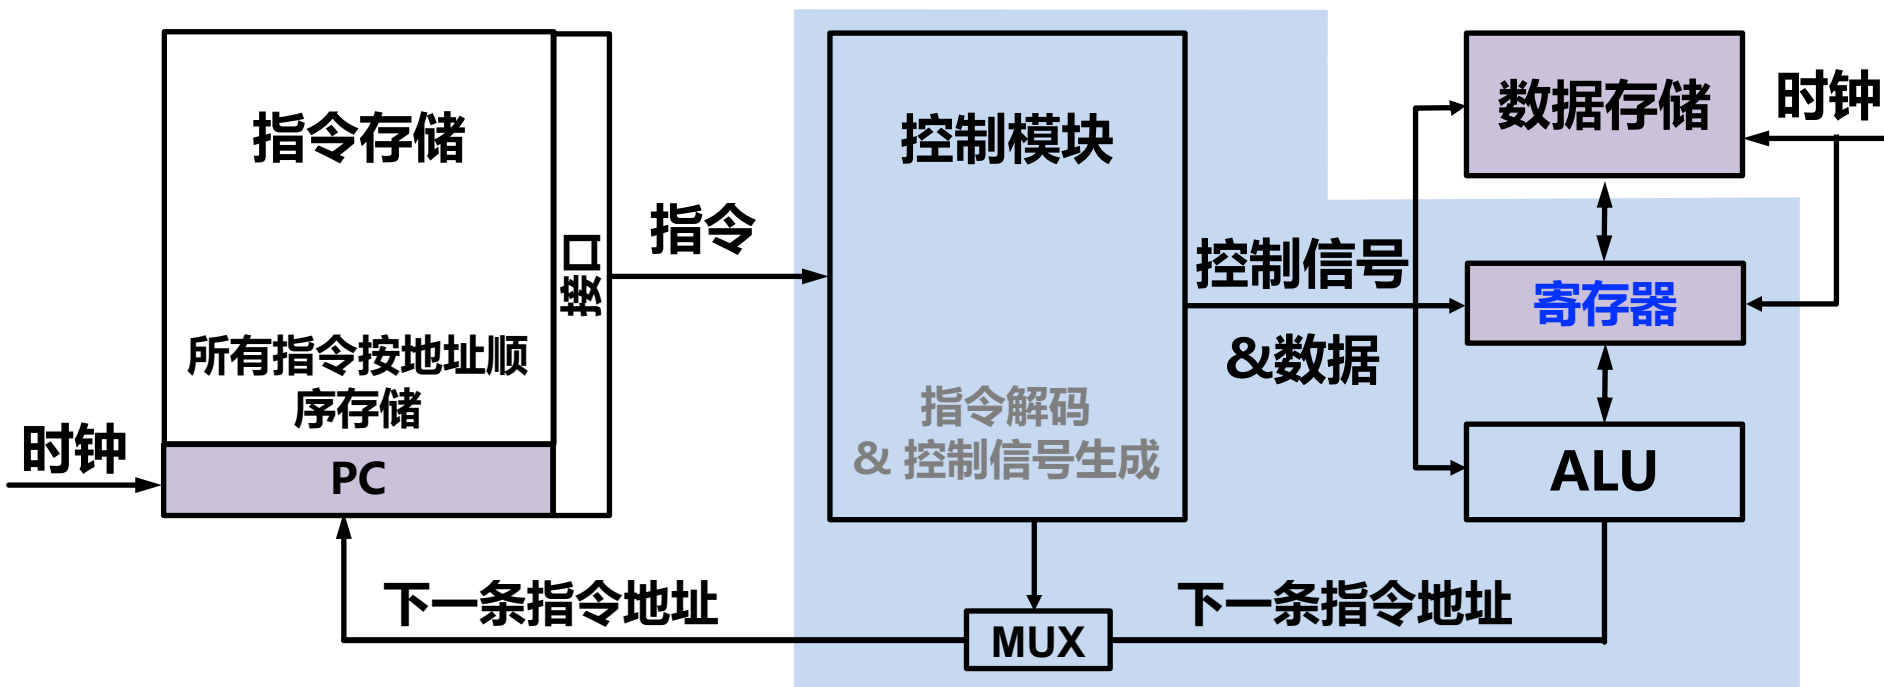 指令存储
所有指令按地址顺
序存储
接口
时钟
PC
指令
控制模块
指令解码
& 控制信号生成
控制信号
&数据
数据存储
时钟
寄存器
ALU
下一条指令地址
MUX
下一条指令地址